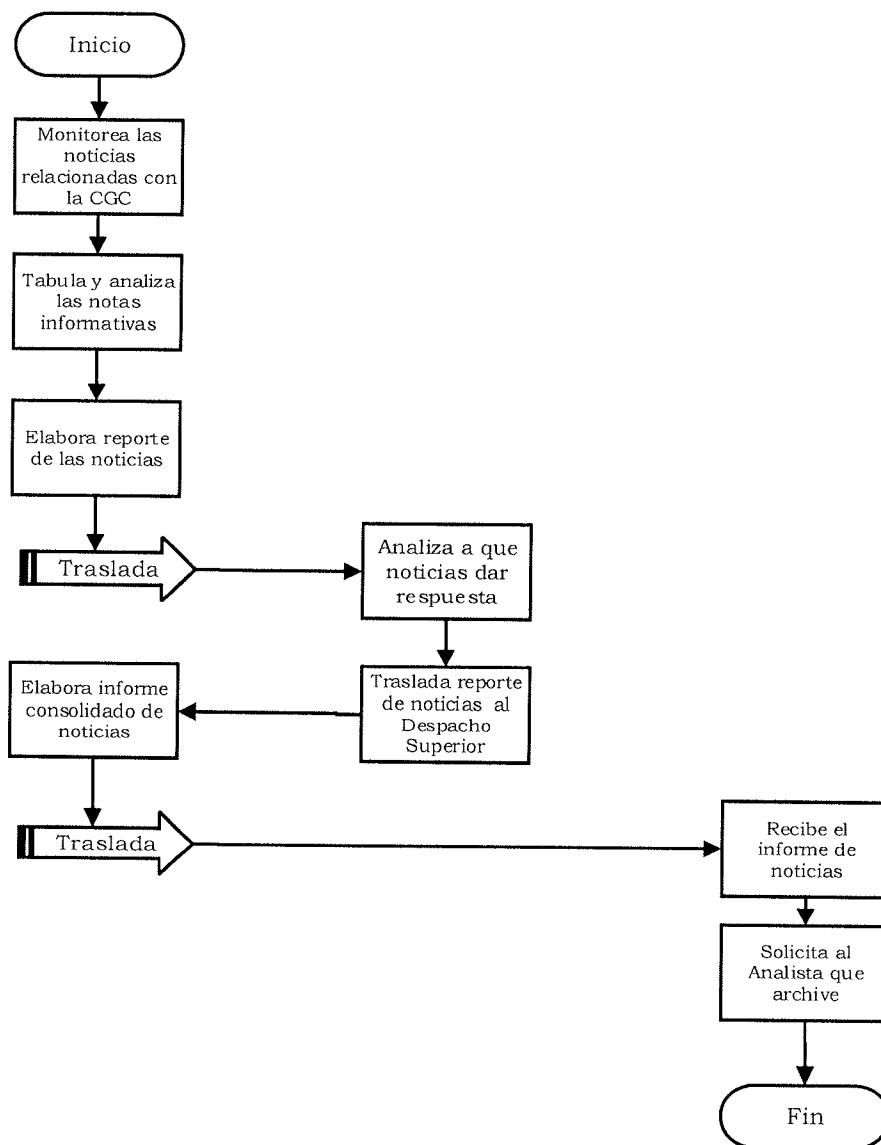 Inicio
Monitorea las
noticias
relacionadas con
la CGC
Tabula y analiza
las notas
informativas
Elabora reporte
de las noticias
Traslada
Analiza a que
noticias dar
respuesta
Traslada reporte
de noticias al
Despacho
Superior
Elabora informe
consolidado de
noticias
Traslada
Recibe el
informe de
noticias
Solicita al
Analista que
archive
Fin